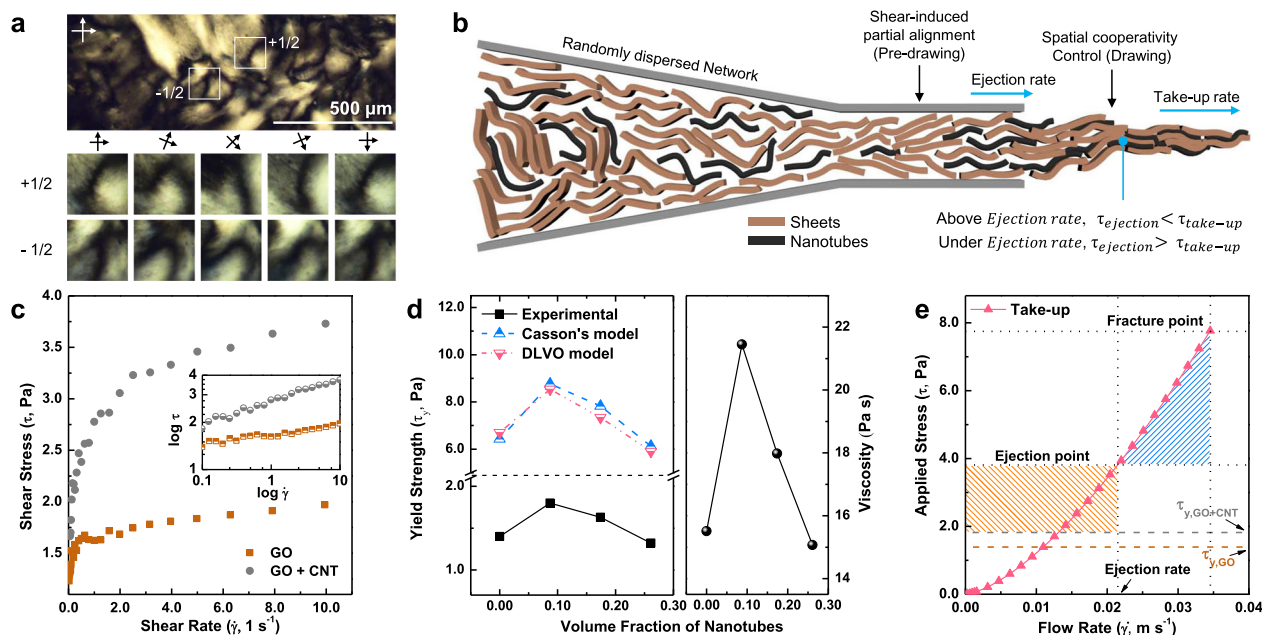 a
+1/2
-1/2
500 μm
+1/2
- 1/2
b
Randomly dispersed Network
Shear-induced
partial alignment
(Pre-drawing)
Ejection rate
Spatial cooperativity
Control (Drawing)
Take-up rate
Sheets
Nanotubes
Above Ejection rate, τejection< τtake−up
Under Ejection rate, τejection> τtake−up
c
4.0
3.5
3.0
2.5
2.0
1.5
0.0
2.0
4.0
6.0
8.0
10.0
Shear Stress (τ, Pa)
Shear Rate (γ̇, 1 s⁻¹)
4
3
2
1
0.1
1
10
log τ
log γ̇
GO
GO + CNT
d
12.0
10.0
8.0
6.0
2.0
1.0
Yield Strength (τy, Pa)
Experimental
Casson's model
DLVO model
0.00
0.10
0.20
0.30
0.00
0.10
0.20
0.30
22
20
18
16
14
Viscosity (Pa s)
Volume Fraction of Nanotubes
e
Take-up
Fracture point
Ejection point
τy,GO+CNT
τy,GO
Ejection rate
8.0
6.0
4.0
2.0
0.0
0.00
0.01
0.02
0.03
0.04
Applied Stress (τ, Pa)
Flow Rate (γ̇, m s⁻¹)